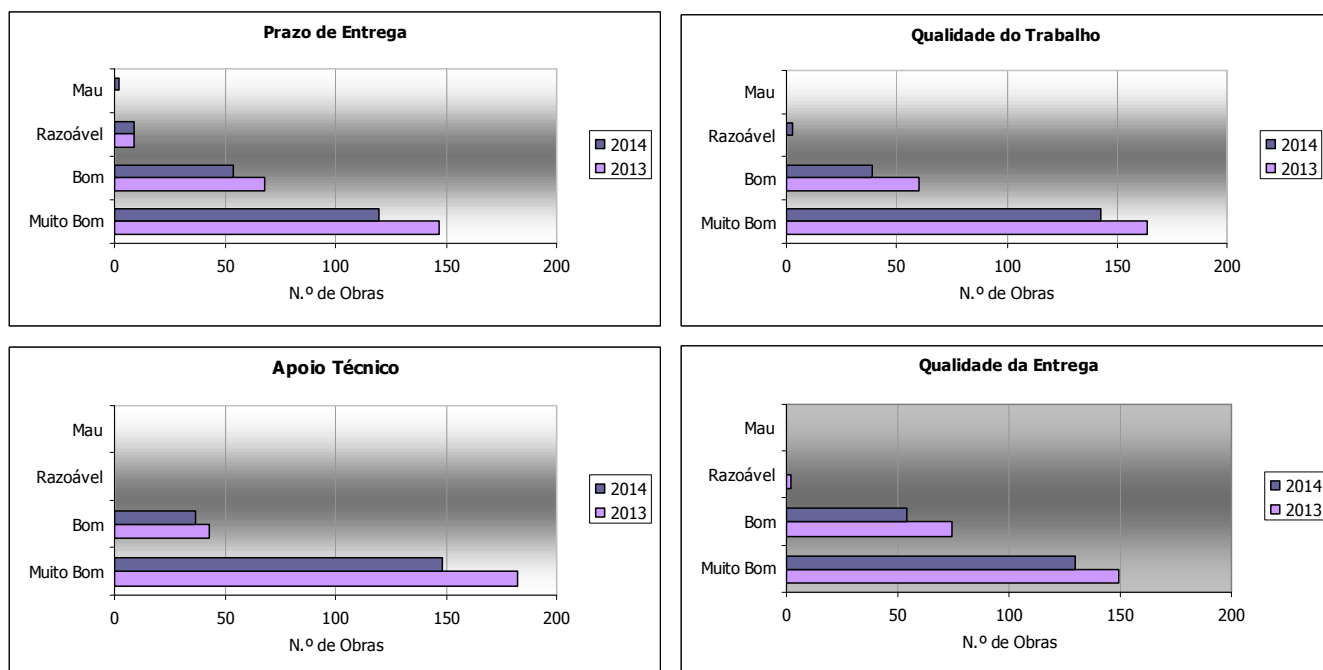 Prazo de Entrega
Mau
Razoável
Bom
Muito Bom
0 50 100 150 200
N.º de Obras
2014
2013
Qualidade do Trabalho
Mau
Razoável
Bom
Muito Bom
0 50 100 150 200
N.º de Obras
2014
2013
Apoio Técnico
Mau
Razoável
Bom
Muito Bom
0 50 100 150 200
N.º de Obras
2014
2013
Qualidade da Entrega
Mau
Razoável
Bom
Muito Bom
0 50 100 150 200
N.º de Obras
2014
2013